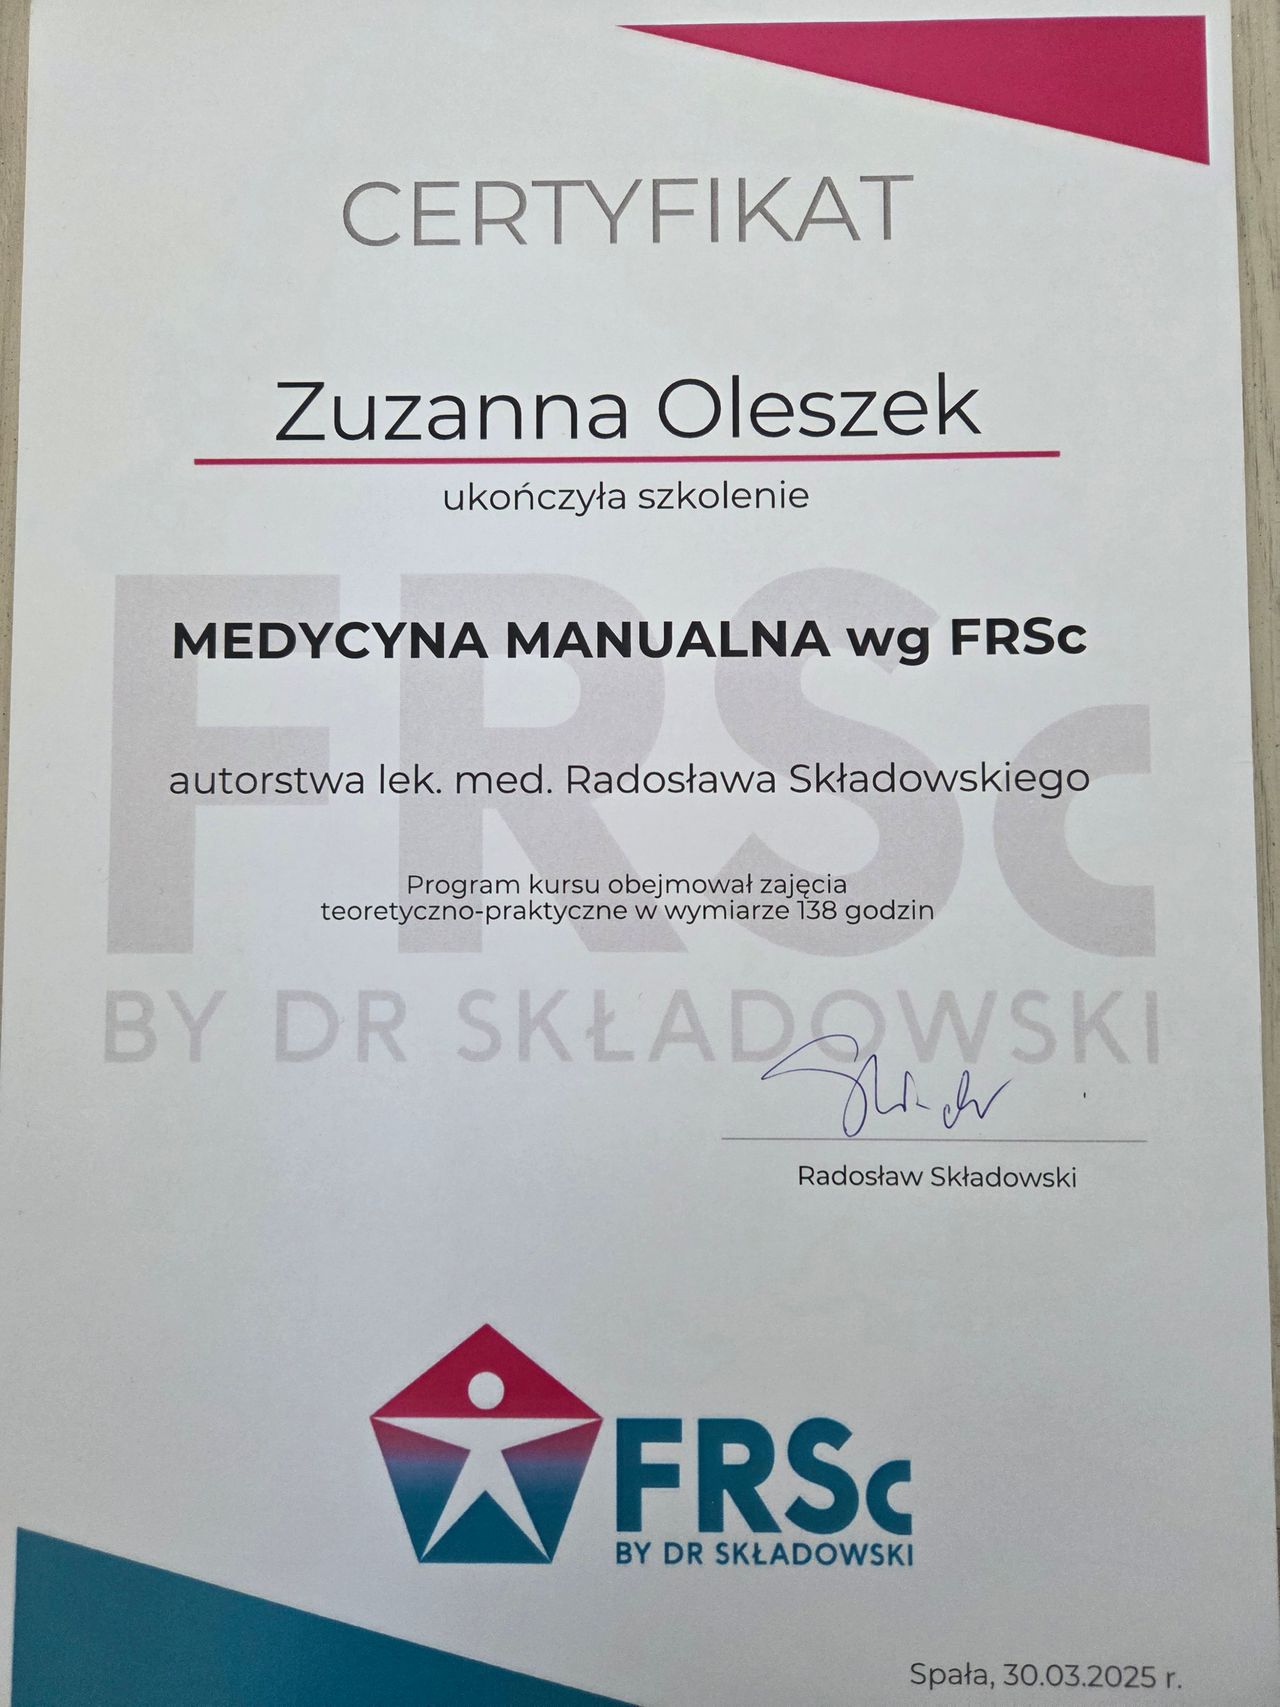 CERTYFIKAT
Zuzanna Oleszek
ukończyła szkolenie
MEDYCYNA MANUALNA wg FRSc
autorstwa lek. med. Radosława Składowskiego
Program kursu obejmował zajęcia
teoretyczno-praktyczne w wymiarze 138 godzin
FRSc
BY DR SKŁADOWSKI
Radosław Składowski
FRSc
BY DR SKŁADOWSKI
Spała, 30.03.2025 r.